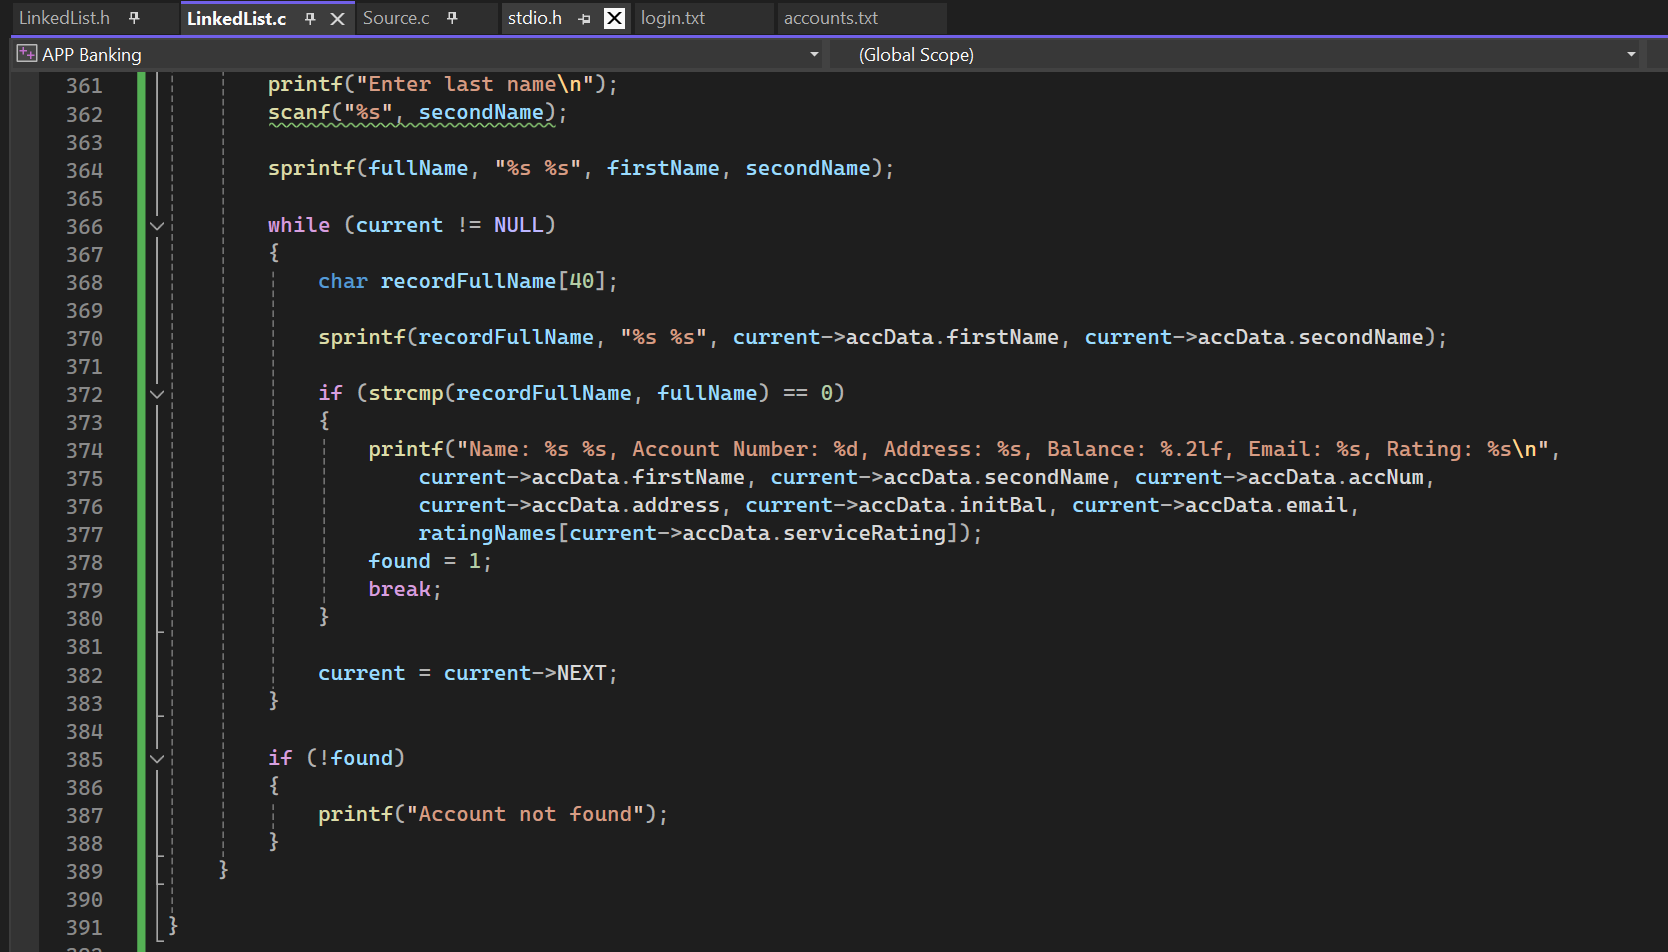 LinkedList.h LinkedList.c Source.c stdio.h login.txt accounts.txt
APP Banking (Global Scope)
361 printf("Enter last name\n");
362 scanf("%s", secondName);
363
364 sprintf(fullName, "%s %s", firstName, secondName);
365
366 while (current != NULL)
367 {
368 char recordFullName[40];
369
370 sprintf(recordFullName, "%s %s", current->accData.firstName, current->accData.secondName);
371
372 if (strcmp(recordFullName, fullName) == 0)
373 {
374 printf("Name: %s %s, Account Number: %d, Address: %s, Balance: %.2lf, Email: %s, Rating: %s\n",
375 current->accData.firstName, current->accData.secondName, current->accData.accNum,
376 current->accData.address, current->accData.initBal, current->accData.email,
377 ratingNames[current->accData.serviceRating]);
378 found = 1;
379 break;
380 }
381
382 current = current->NEXT;
383 }
384
385 if (!found)
386 {
387 printf("Account not found");
388 }
389 }
390
391 }